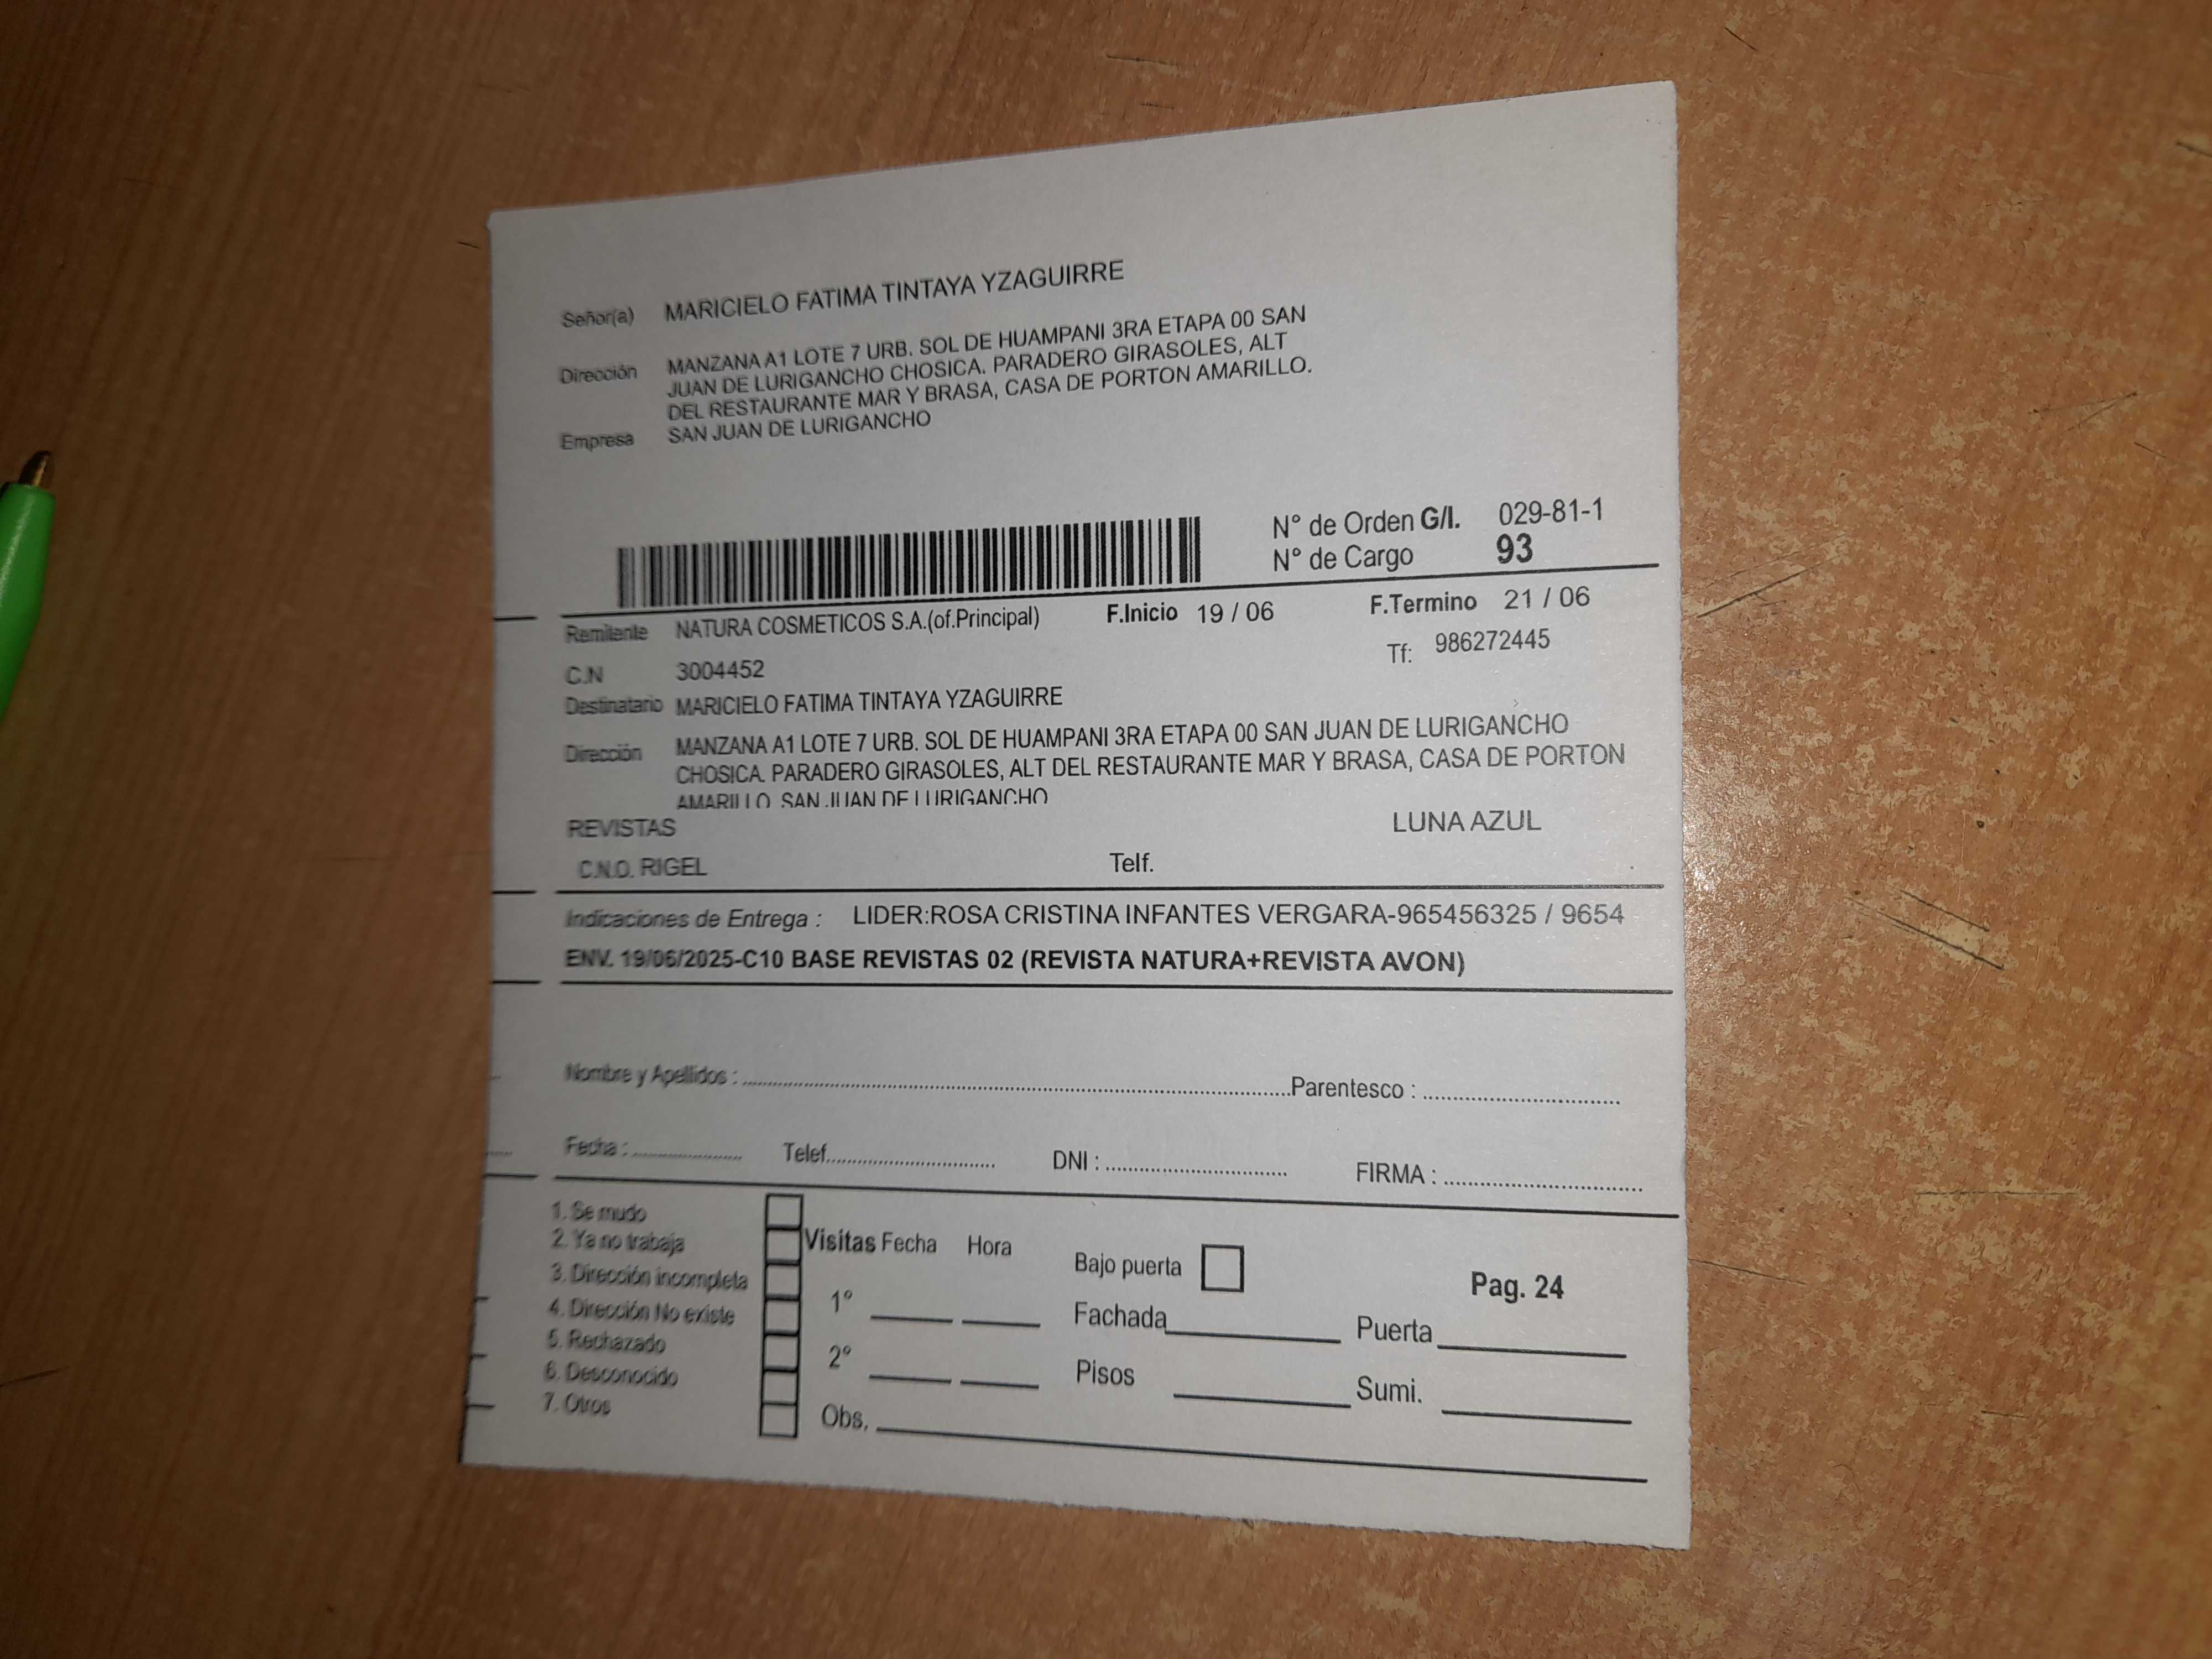 Señor(a) MARICIELO FATIMA TINTAYA YZAGUIRRE
Dirección MANZANA A1 LOTE 7 URB. SOL DE HUAMPANI 3RA ETAPA 00 SAN
JUAN DE LURIGANCHO CHOSICA. PARADERO GIRASOLES, ALT
DEL RESTAURANTE MAR Y BRASA, CASA DE PORTON AMARILLO.
Empresa SAN JUAN DE LURIGANCHO
N° de Orden G/I. 029-81-1
N° de Cargo 93
Remitente NATURA COSMETICOS S.A.(of.Principal) F.Inicio 19 / 06 F.Termino 21 / 06
C.N 3004452 Tf: 986272445
Destinatario MARICIELO FATIMA TINTAYA YZAGUIRRE
Dirección MANZANA A1 LOTE 7 URB. SOL DE HUAMPANI 3RA ETAPA 00 SAN JUAN DE LURIGANCHO
CHOSICA. PARADERO GIRASOLES, ALT DEL RESTAURANTE MAR Y BRASA, CASA DE PORTON
AMARILLO. SAN JUAN DE LURIGANCHO
REVISTAS LUNA AZUL
C.N.O. RIGEL Telf.
Indicaciones de Entrega : LIDER:ROSA CRISTINA INFANTES VERGARA-965456325 / 9654
ENV. 19/06/2025-C10 BASE REVISTAS 02 (REVISTA NATURA+REVISTA AVON)
Nombre y Apellidos : Parentesco :
Fecha : Telef. DNI : FIRMA :
1. Se mudo
2. Ya no trabaja Visitas Fecha Hora Bajo puerta Pag. 24
3. Dirección incompleta
4. Dirección No existe 1° Fachada Puerta
5. Rechazado
6. Desconocido 2° Pisos Sumi.
7. Otros Obs.